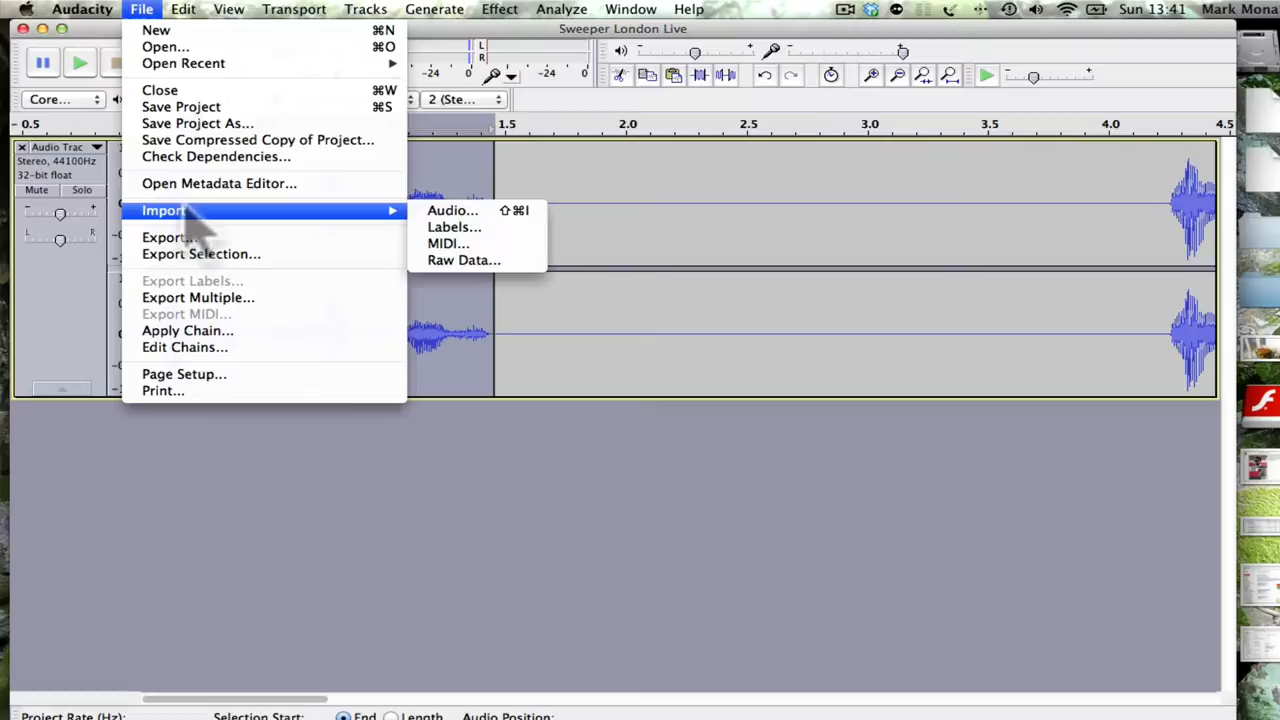 Audacity File Edit View Transport Tracks Generate Effect Analyze Window Help Sun 13:41 Mark Mona
Sweeper London Live
New ⌘N
Open... ⌘O
Open Recent
Close ⌘W
Save Project ⌘S
Save Project As...
Save Compressed Copy of Project...
Check Dependencies...
Open Metadata Editor...
Import
Export...
Export Selection...
Export Labels...
Export Multiple...
Export MIDI...
Apply Chain...
Edit Chains...
Page Setup...
Print...
Audio... ⇧⌘I
Labels...
MIDI...
Raw Data...
L
R
-24 0 -24 0
Core... 2 (Ste...
-0.5 1.5 2.0 2.5 3.0 3.5 4.0 4.5
Audio Trac
Stereo, 44100Hz
32-bit float
Mute Solo
- +
L R
Project Rate (Hz): Selection Start: End Length Audio Position: